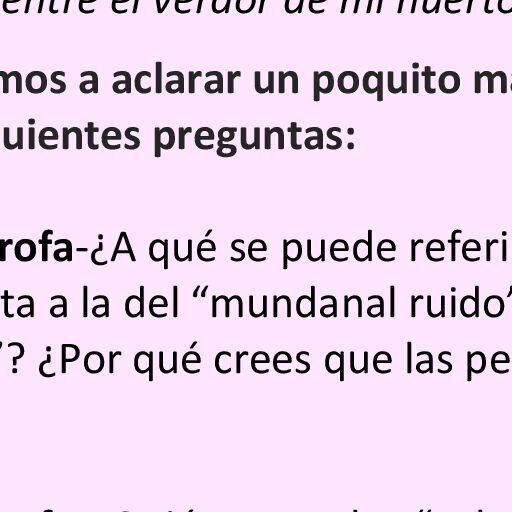 entre el verdor de mi huerto
mos a aclarar un poquito m
uientes preguntas:
rofa-¿A qué se puede referi
ta a la del “mundanal ruido”
”? ¿Por qué crees que las pe